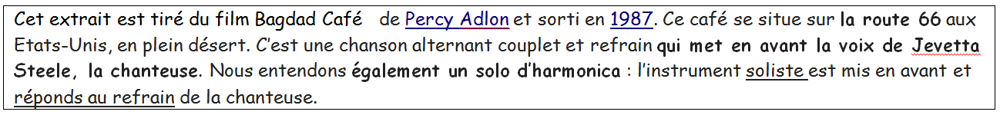 Cet extrait est tiré du film Bagdad Café de Percy Adlon et sorti en 1987. Ce café se situe sur la route 66 aux
Etats-Unis, en plein désert. C'est une chanson alternant couplet et refrain qui met en avant la voix de Jevetta
Steele, la chanteuse. Nous entendons également un solo d'harmonica : l'instrument soliste est mis en avant et
réponds au refrain de la chanteuse.